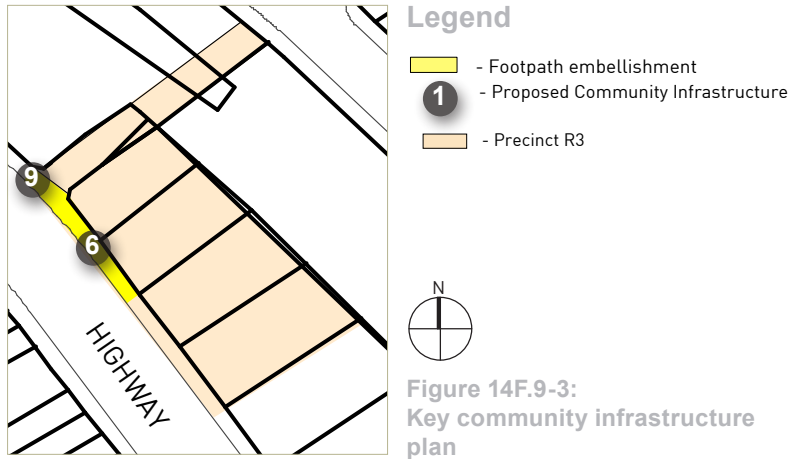 Legend
- Footpath embellishment
1 - Proposed Community Infrastructure
- Precinct R3
9
6
HIGHWAY
N
Figure 14F.9-3:
Key community infrastructure
plan